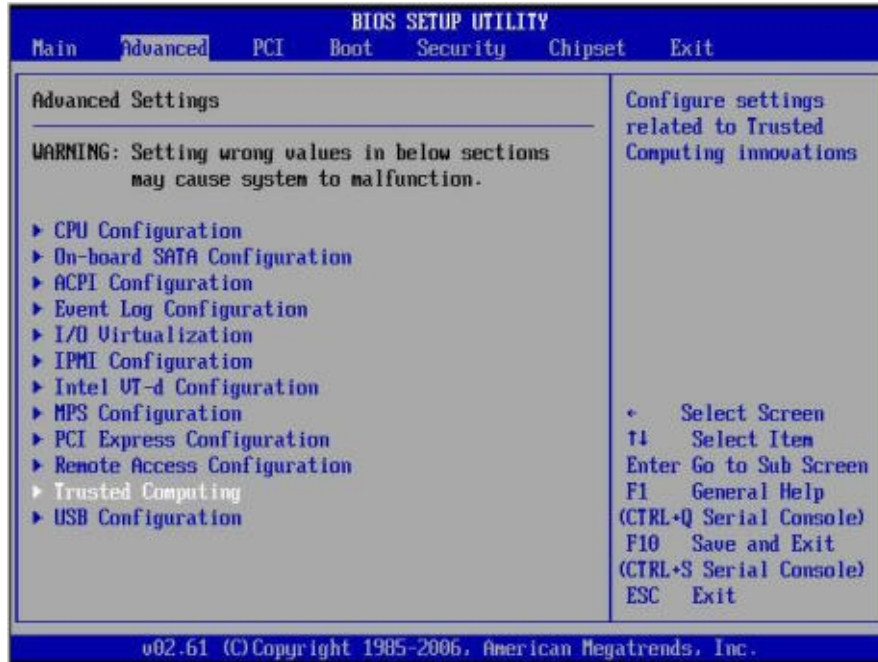 BIOS SETUP UTILITY
Main Advanced PCI Boot Security Chipset Exit
Advanced Settings
WARNING: Setting wrong values in below sections
may cause system to malfunction.
▶ CPU Configuration
▶ On-board SATA Configuration
▶ ACPI Configuration
▶ Event Log Configuration
▶ I/O Virtualization
▶ IPMI Configuration
▶ Intel VT-d Configuration
▶ MPS Configuration
▶ PCI Express Configuration
▶ Remote Access Configuration
▶ Trusted Computing
▶ USB Configuration
Configure settings
related to Trusted
Computing innovations
← Select Screen
↑↓ Select Item
Enter Go to Sub Screen
F1 General Help
(CTRL+Q Serial Console)
F10 Save and Exit
(CTRL+S Serial Console)
ESC Exit
v02.61 (C)Copyright 1985-2006, American Megatrends, Inc.